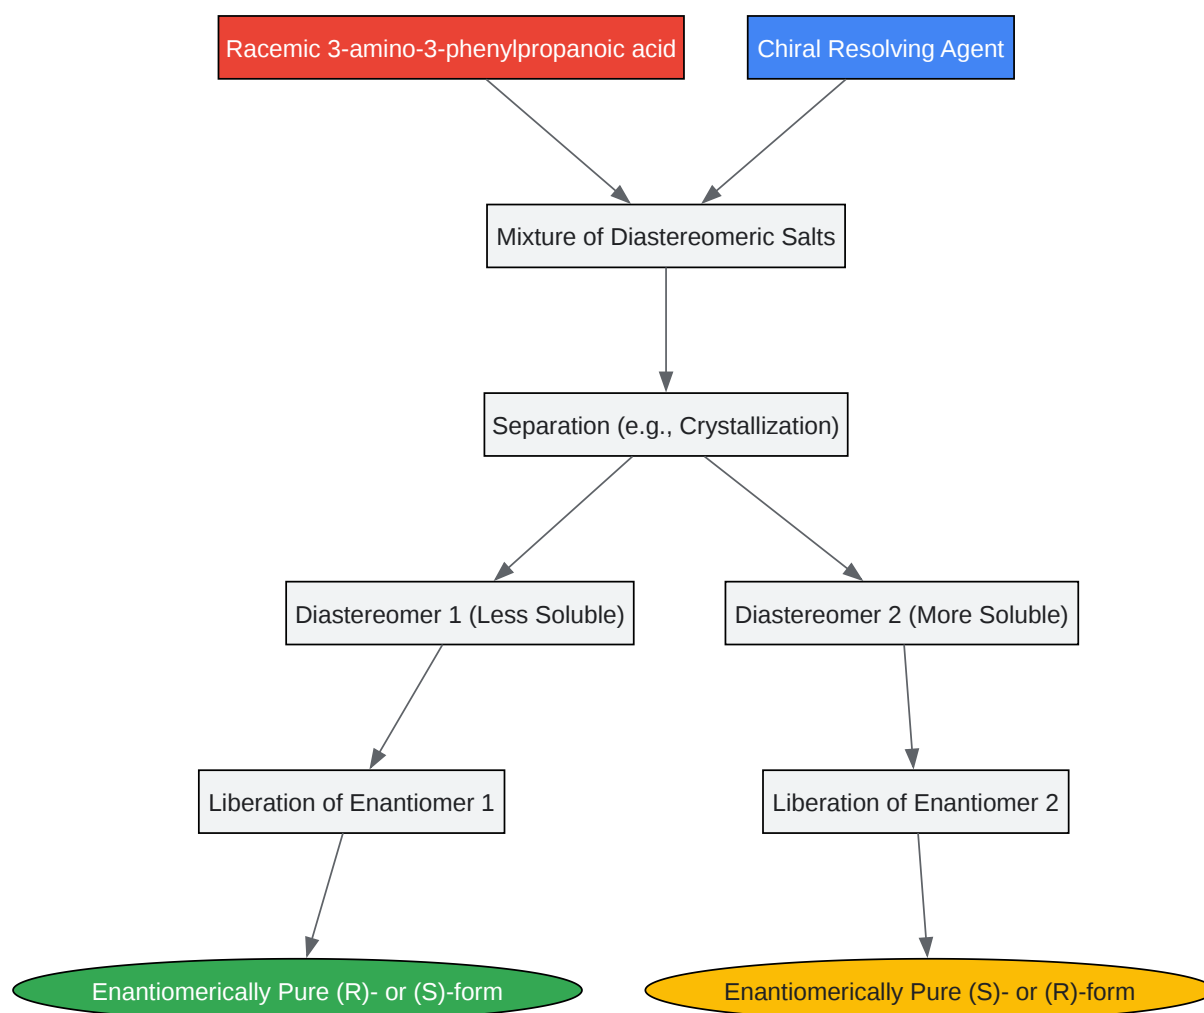 Racemic 3-amino-3-phenylpropanoic acid
Chiral Resolving Agent
Mixture of Diastereomeric Salts
Separation (e.g., Crystallization)
Diastereomer 1 (Less Soluble)
Diastereomer 2 (More Soluble)
Liberation of Enantiomer 1
Liberation of Enantiomer 2
Enantiomerically Pure (R)- or (S)-form
Enantiomerically Pure (S)- or (R)-form